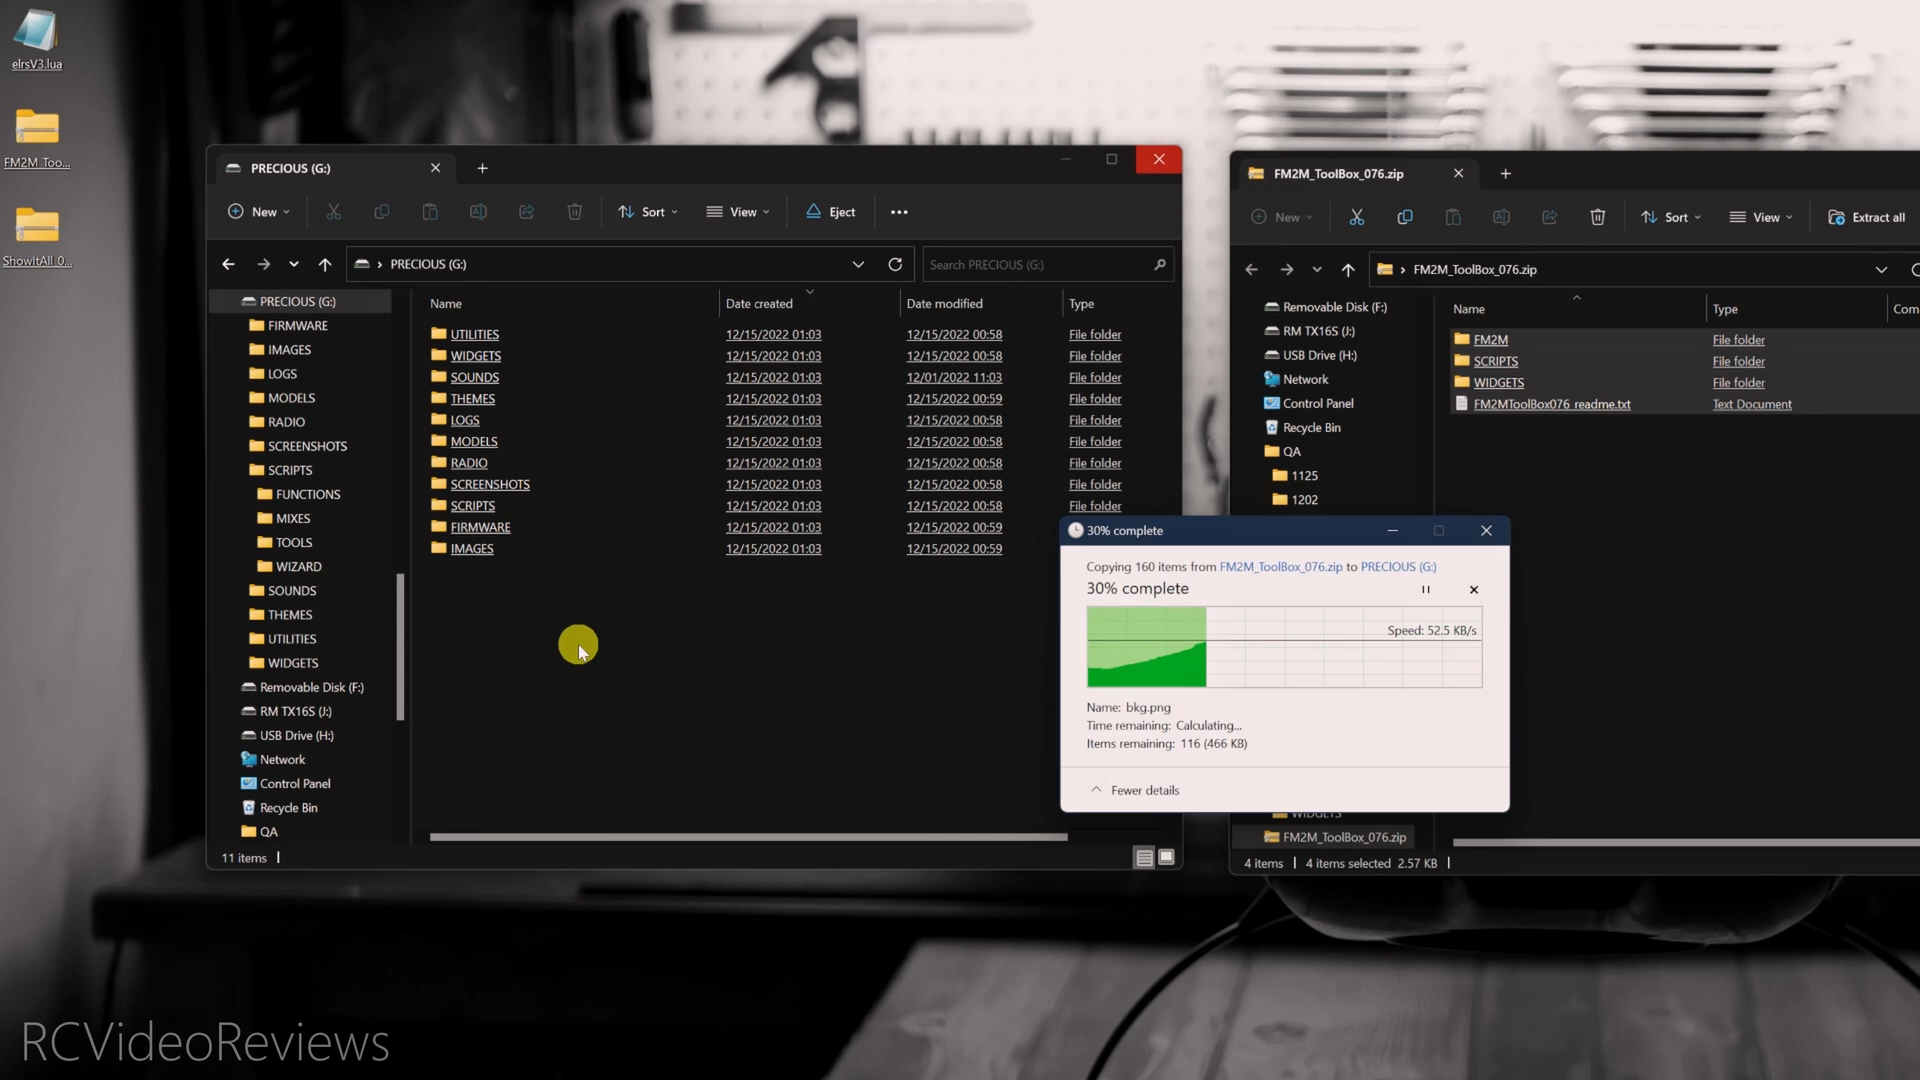 elrsV3.lua
FM2M_Too...
ShowItAll_0...
PRECIOUS (G:)
New
Sort
View
Eject
PRECIOUS (G:)
Search PRECIOUS (G:)
PRECIOUS (G:)
FIRMWARE
IMAGES
LOGS
MODELS
RADIO
SCREENSHOTS
SCRIPTS
FUNCTIONS
MIXES
TOOLS
WIZARD
SOUNDS
THEMES
UTILITIES
WIDGETS
Removable Disk (F:)
RM TX16S (J:)
USB Drive (H:)
Network
Control Panel
Recycle Bin
QA
Name Date created Date modified Type
UTILITIES 12/15/2022 01:03 12/15/2022 00:58 File folder
WIDGETS 12/15/2022 01:03 12/15/2022 00:58 File folder
SOUNDS 12/15/2022 01:03 12/01/2022 11:03 File folder
THEMES 12/15/2022 01:03 12/15/2022 00:59 File folder
LOGS 12/15/2022 01:03 12/15/2022 00:58 File folder
MODELS 12/15/2022 01:03 12/15/2022 00:58 File folder
RADIO 12/15/2022 01:03 12/15/2022 00:58 File folder
SCREENSHOTS 12/15/2022 01:03 12/15/2022 00:58 File folder
SCRIPTS 12/15/2022 01:03 12/15/2022 00:58 File folder
FIRMWARE 12/15/2022 01:03 12/15/2022 00:59
IMAGES 12/15/2022 01:03 12/15/2022 00:59
11 items
FM2M_ToolBox_076.zip
New
Sort
View
Extract all
FM2M_ToolBox_076.zip
Removable Disk (F:)
RM TX16S (J:)
USB Drive (H:)
Network
Control Panel
Recycle Bin
QA
1125
1202
WIDGETS
FM2M_ToolBox_076.zip
Name Type Com
FM2M File folder
SCRIPTS File folder
WIDGETS File folder
FM2MToolBox076_readme.txt Text Document
4 items 4 items selected 2.57 KB
30% complete
Copying 160 items from FM2M_ToolBox_076.zip to PRECIOUS (G:)
30% complete
Speed: 52.5 KB/s
Name: bkg.png
Time remaining: Calculating...
Items remaining: 116 (466 KB)
Fewer details
RCVideoReviews